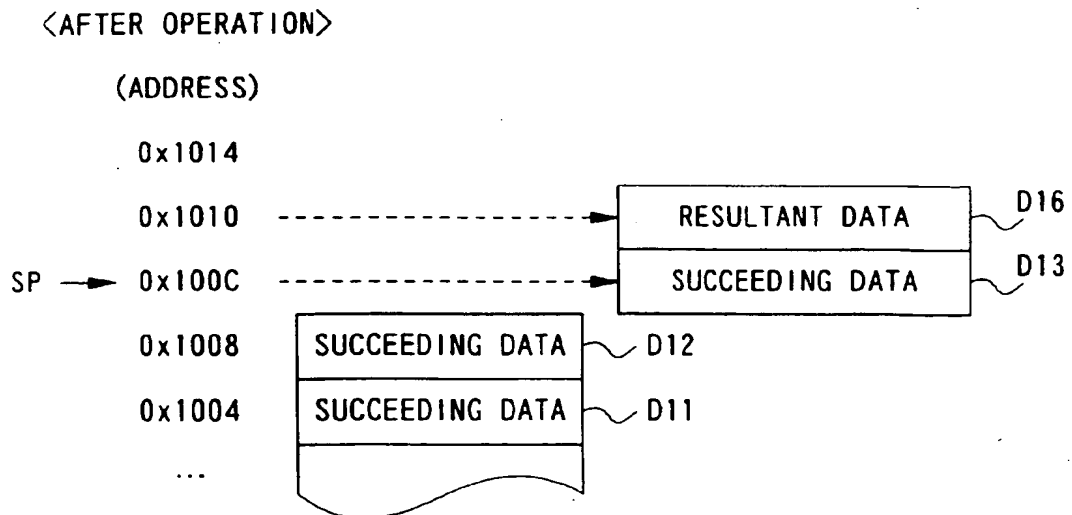 <AFTER OPERATION>
(ADDRESS)
0x1014
0x1010 RESULTANT DATA D16
SP 0x100C SUCCEEDING DATA D13
0x1008 SUCCEEDING DATA D12
0x1004 SUCCEEDING DATA D11
...